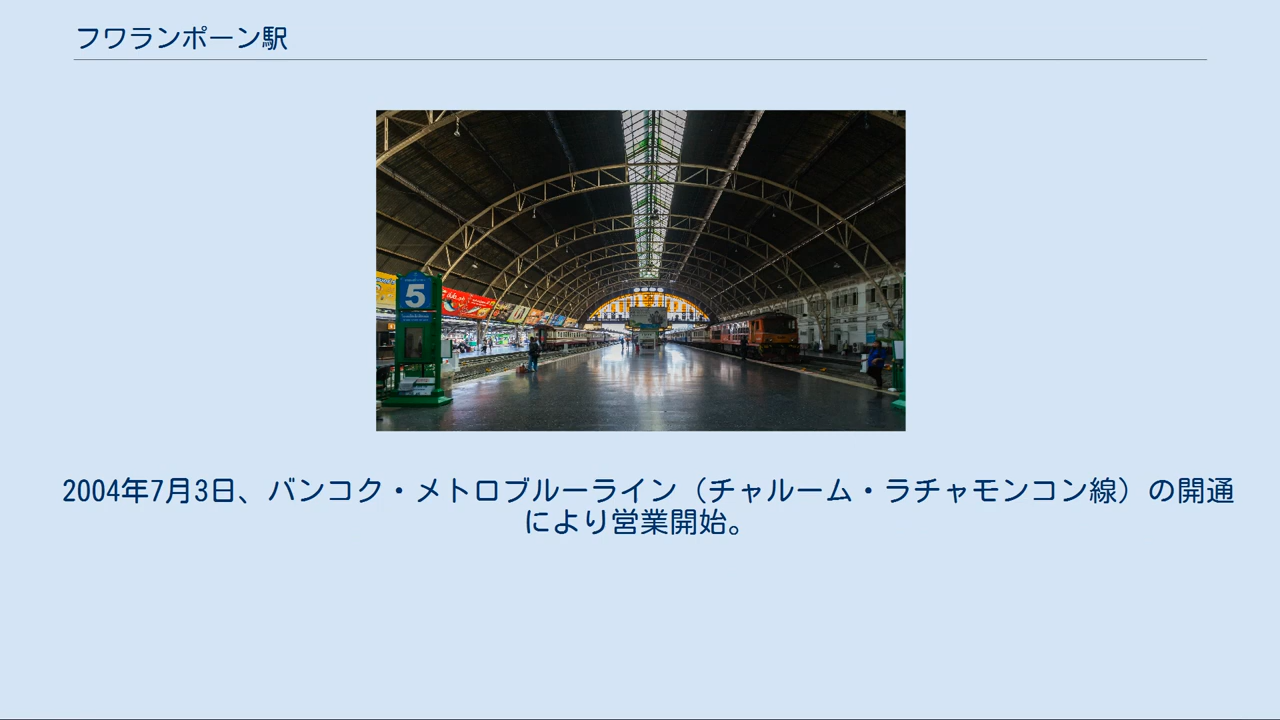 フワランポーン駅
5
2004年7月3日、バンコク・メトロブルーライン（チャルーム・ラチャモンコン線）の開通
により営業開始。